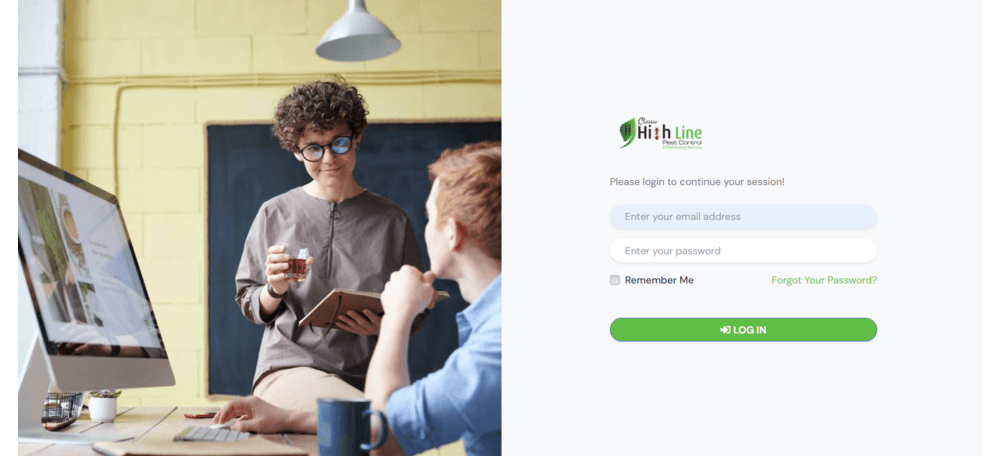 Classic
High Line
Pest Control
Please login to continue your session!
Enter your email address
Enter your password
Remember Me
Forgot Your Password?
LOG IN